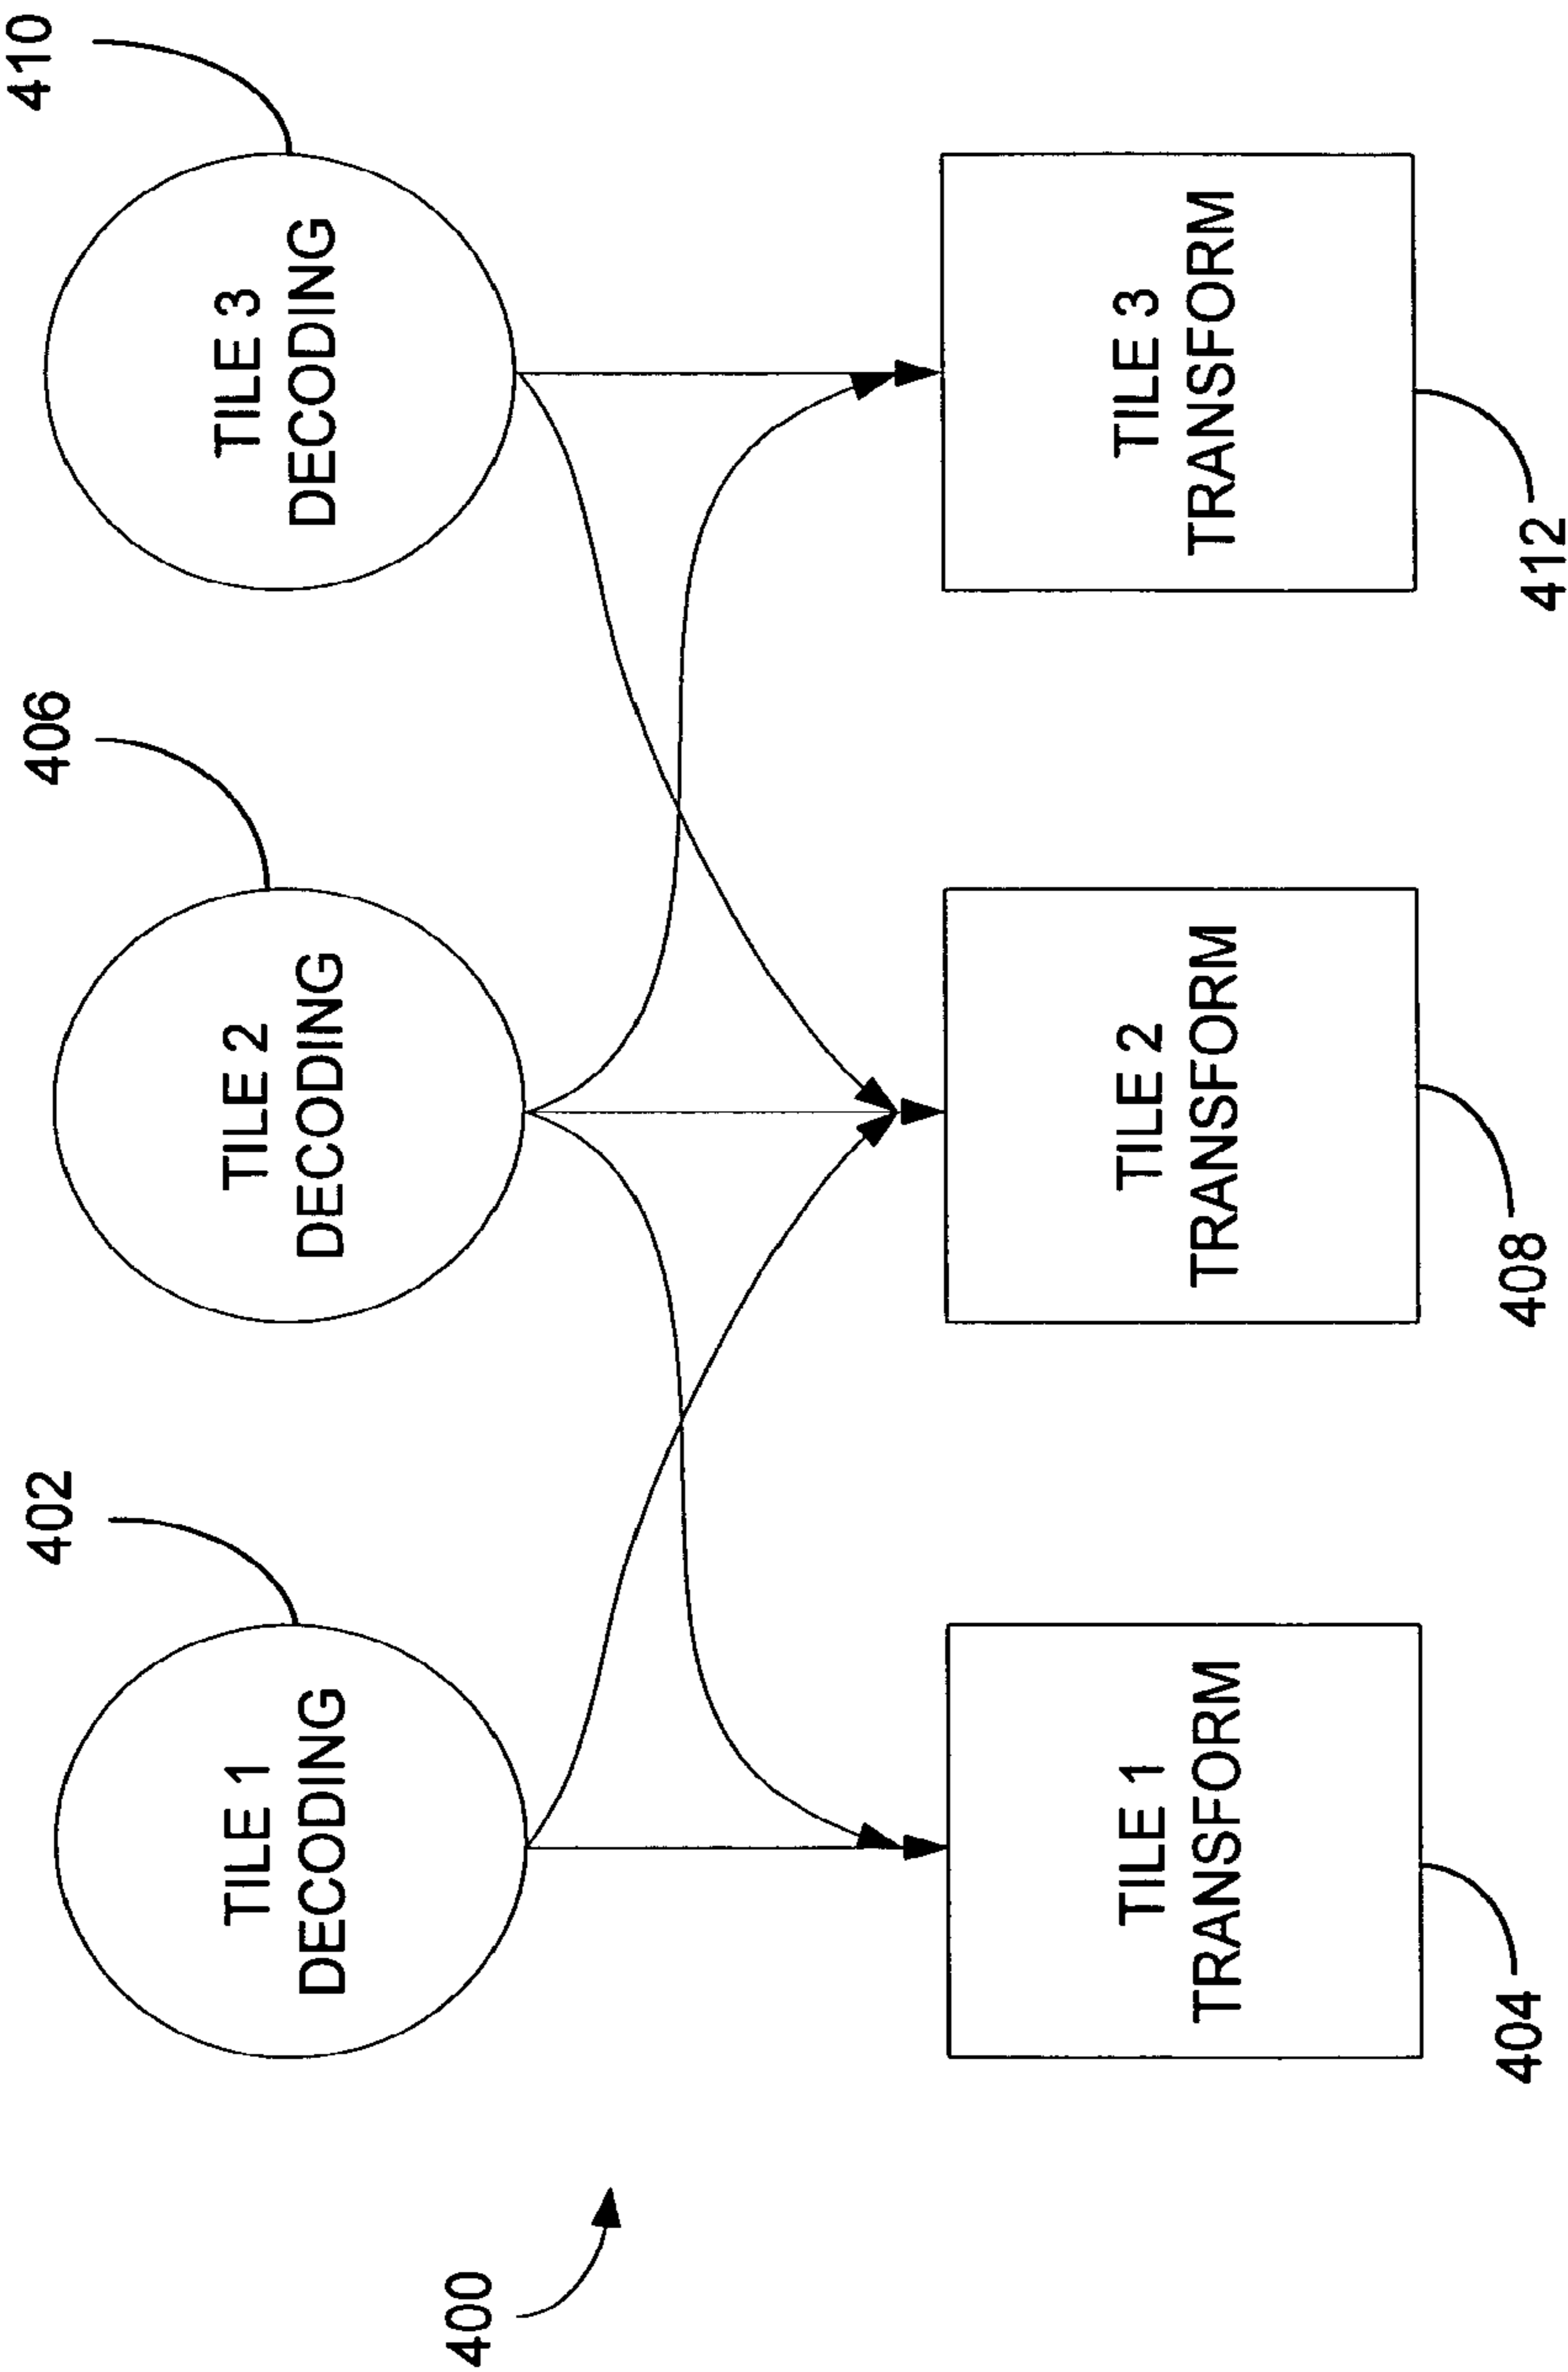 402
406
410
TILE 1
DECODING
TILE 2
DECODING
TILE 3
DECODING
400
TILE 1
TRANSFORM
TILE 2
TRANSFORM
TILE 3
TRANSFORM
404
408
412